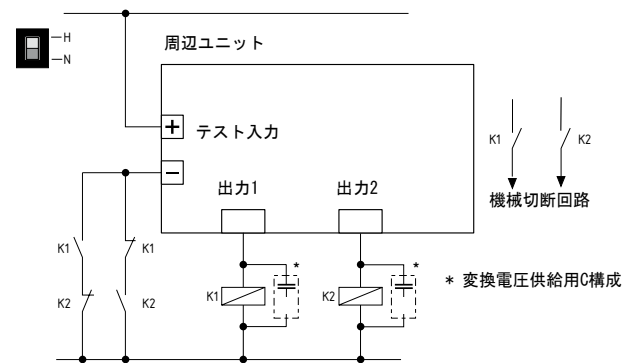 H
N
周辺ユニット
+
テスト入力
−
出力1
出力2
K1
K2
機械切断回路
K1
K1
K2
K2
*
*
K1
K2
* 変換電圧供給用C構成